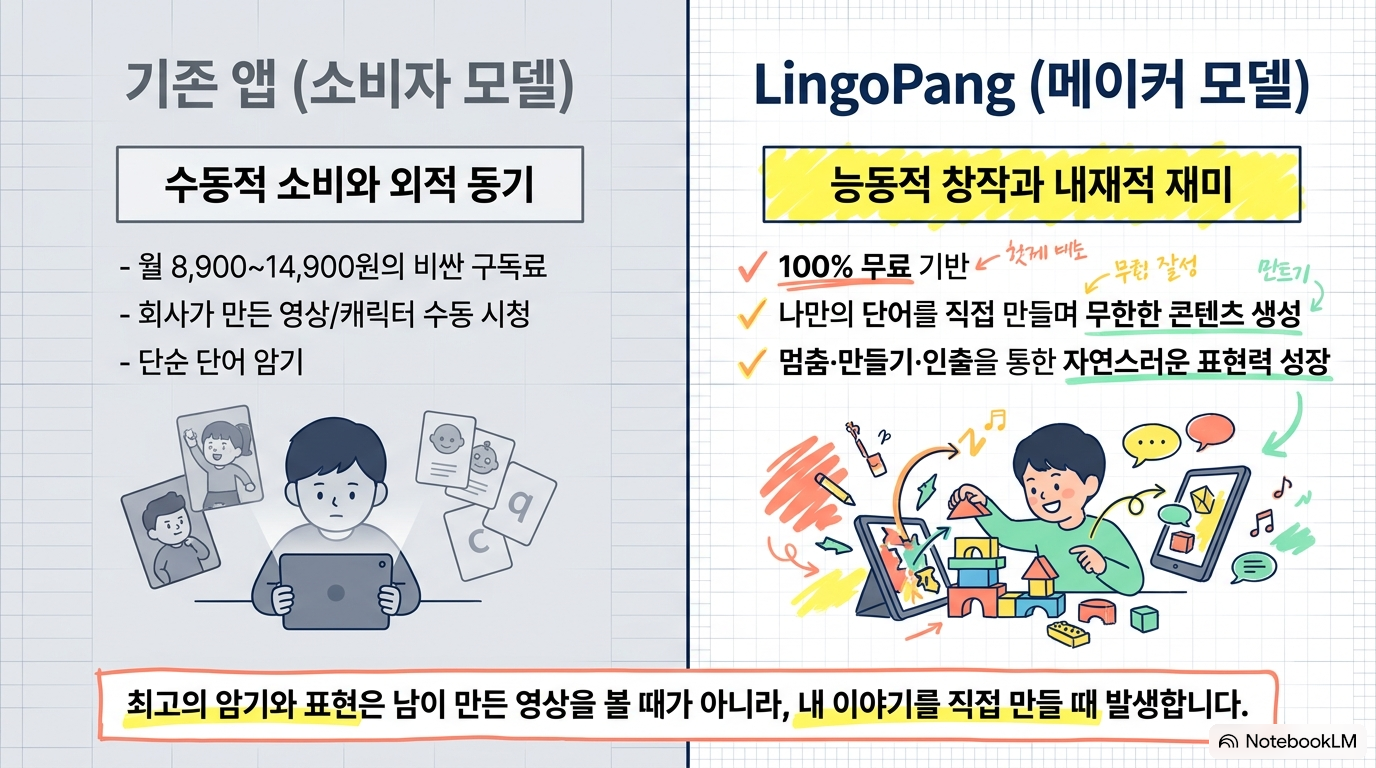 기존 앱 (소비자 모델)
수동적 소비와 외적 동기
- 월 8,900~14,900원의 비싼 구독료
- 회사가 만든 영상/캐릭터 수동 시청
- 단순 단어 암기
c
q
LingoPang (메이커 모델)
능동적 창작과 내재적 재미
100% 무료 기반
나만의 단어를 직접 만들며 무한한 콘텐츠 생성
멈춤·만들기·인출을 통한 자연스러운 표현력 성장
최고의 암기와 표현은 남이 만든 영상을 볼 때가 아니라, 내 이야기를 직접 만들 때 발생합니다.
NotebookLM